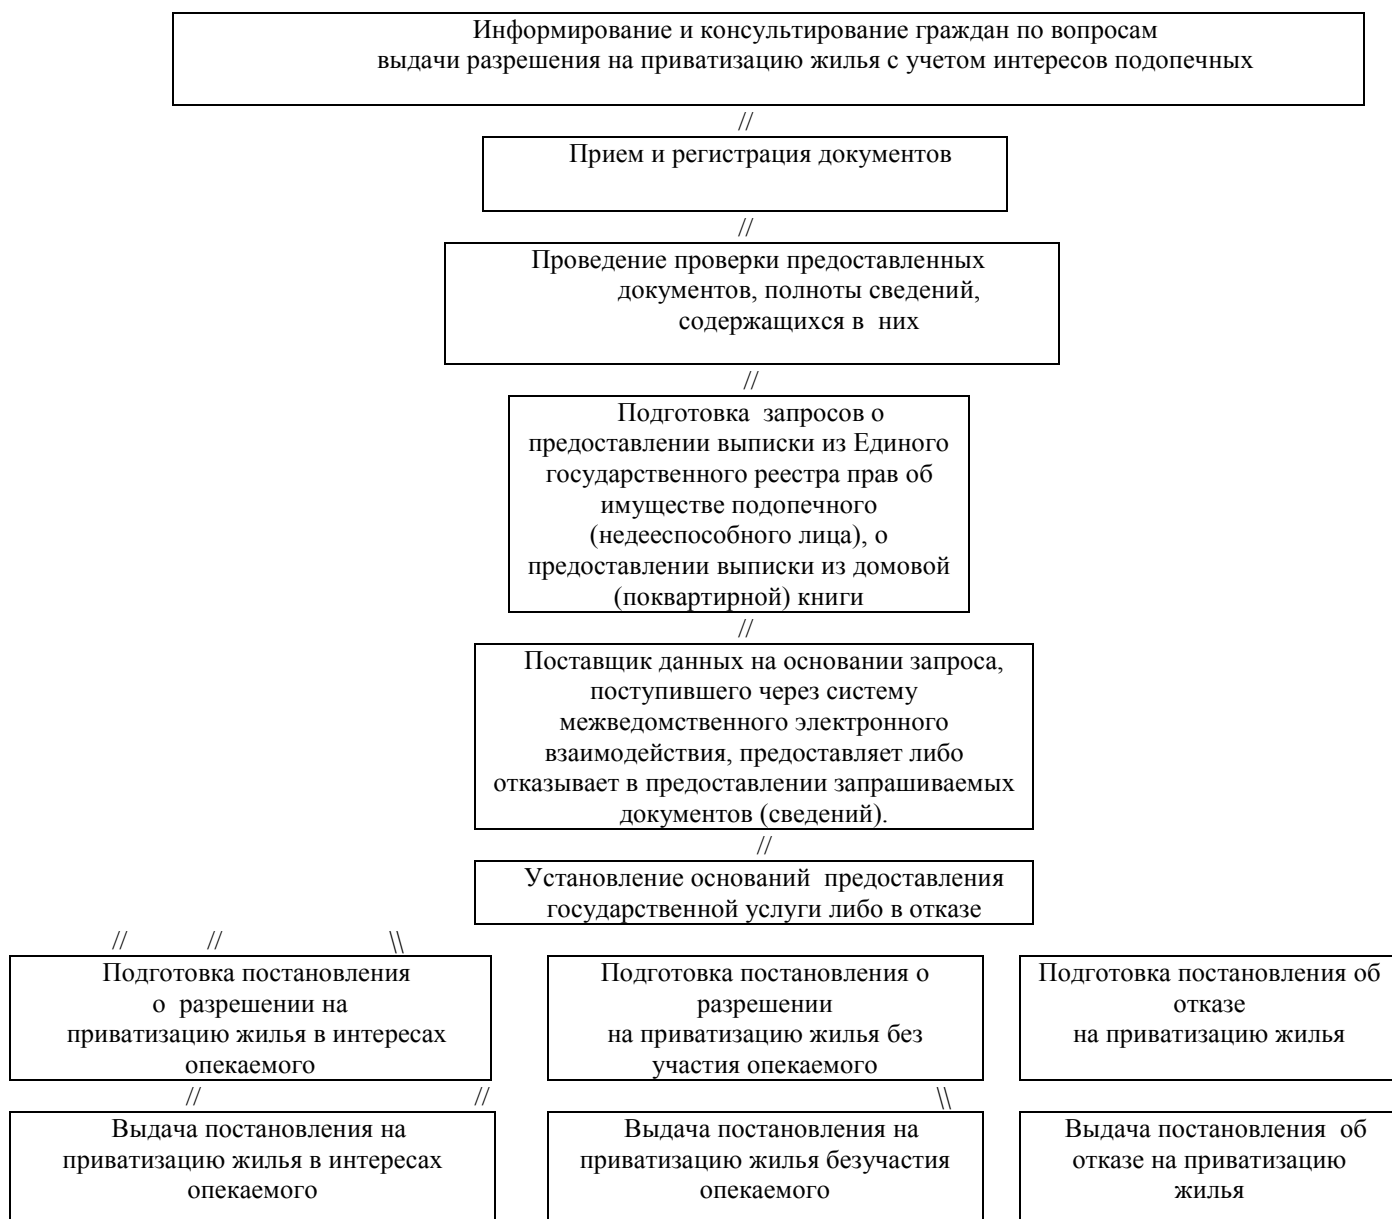 Информирование и консультирование граждан по вопросам
выдачи разрешения на приватизацию жилья с учетом интересов подопечных
//
Прием и регистрация документов
//
Проведение проверки предоставленных
документов, полноты сведений,
содержащихся в них
//
Подготовка запросов о
предоставлении выписки из Единого
государственного реестра прав об
имуществе подопечного
(недееспособного лица), о
предоставлении выписки из домовой
(поквартирной) книги
//
Поставщик данных на основании запроса,
поступившего через систему
межведомственного электронного
взаимодействия, предоставляет либо
отказывает в предоставлении запрашиваемых
документов (сведений).
//
Установление оснований предоставления
государственной услуги либо в отказе
// // \\
Подготовка постановления
о разрешении на
приватизацию жилья в интересах
опекаемого
Подготовка постановления о
разрешении
на приватизацию жилья без
участия опекаемого
Подготовка постановления об
отказе
на приватизацию жилья
// // \\
Выдача постановления на
приватизацию жилья в интересах
опекаемого
Выдача постановления на
приватизацию жилья безучастия
опекаемого
Выдача постановления об
отказе на приватизацию
жилья